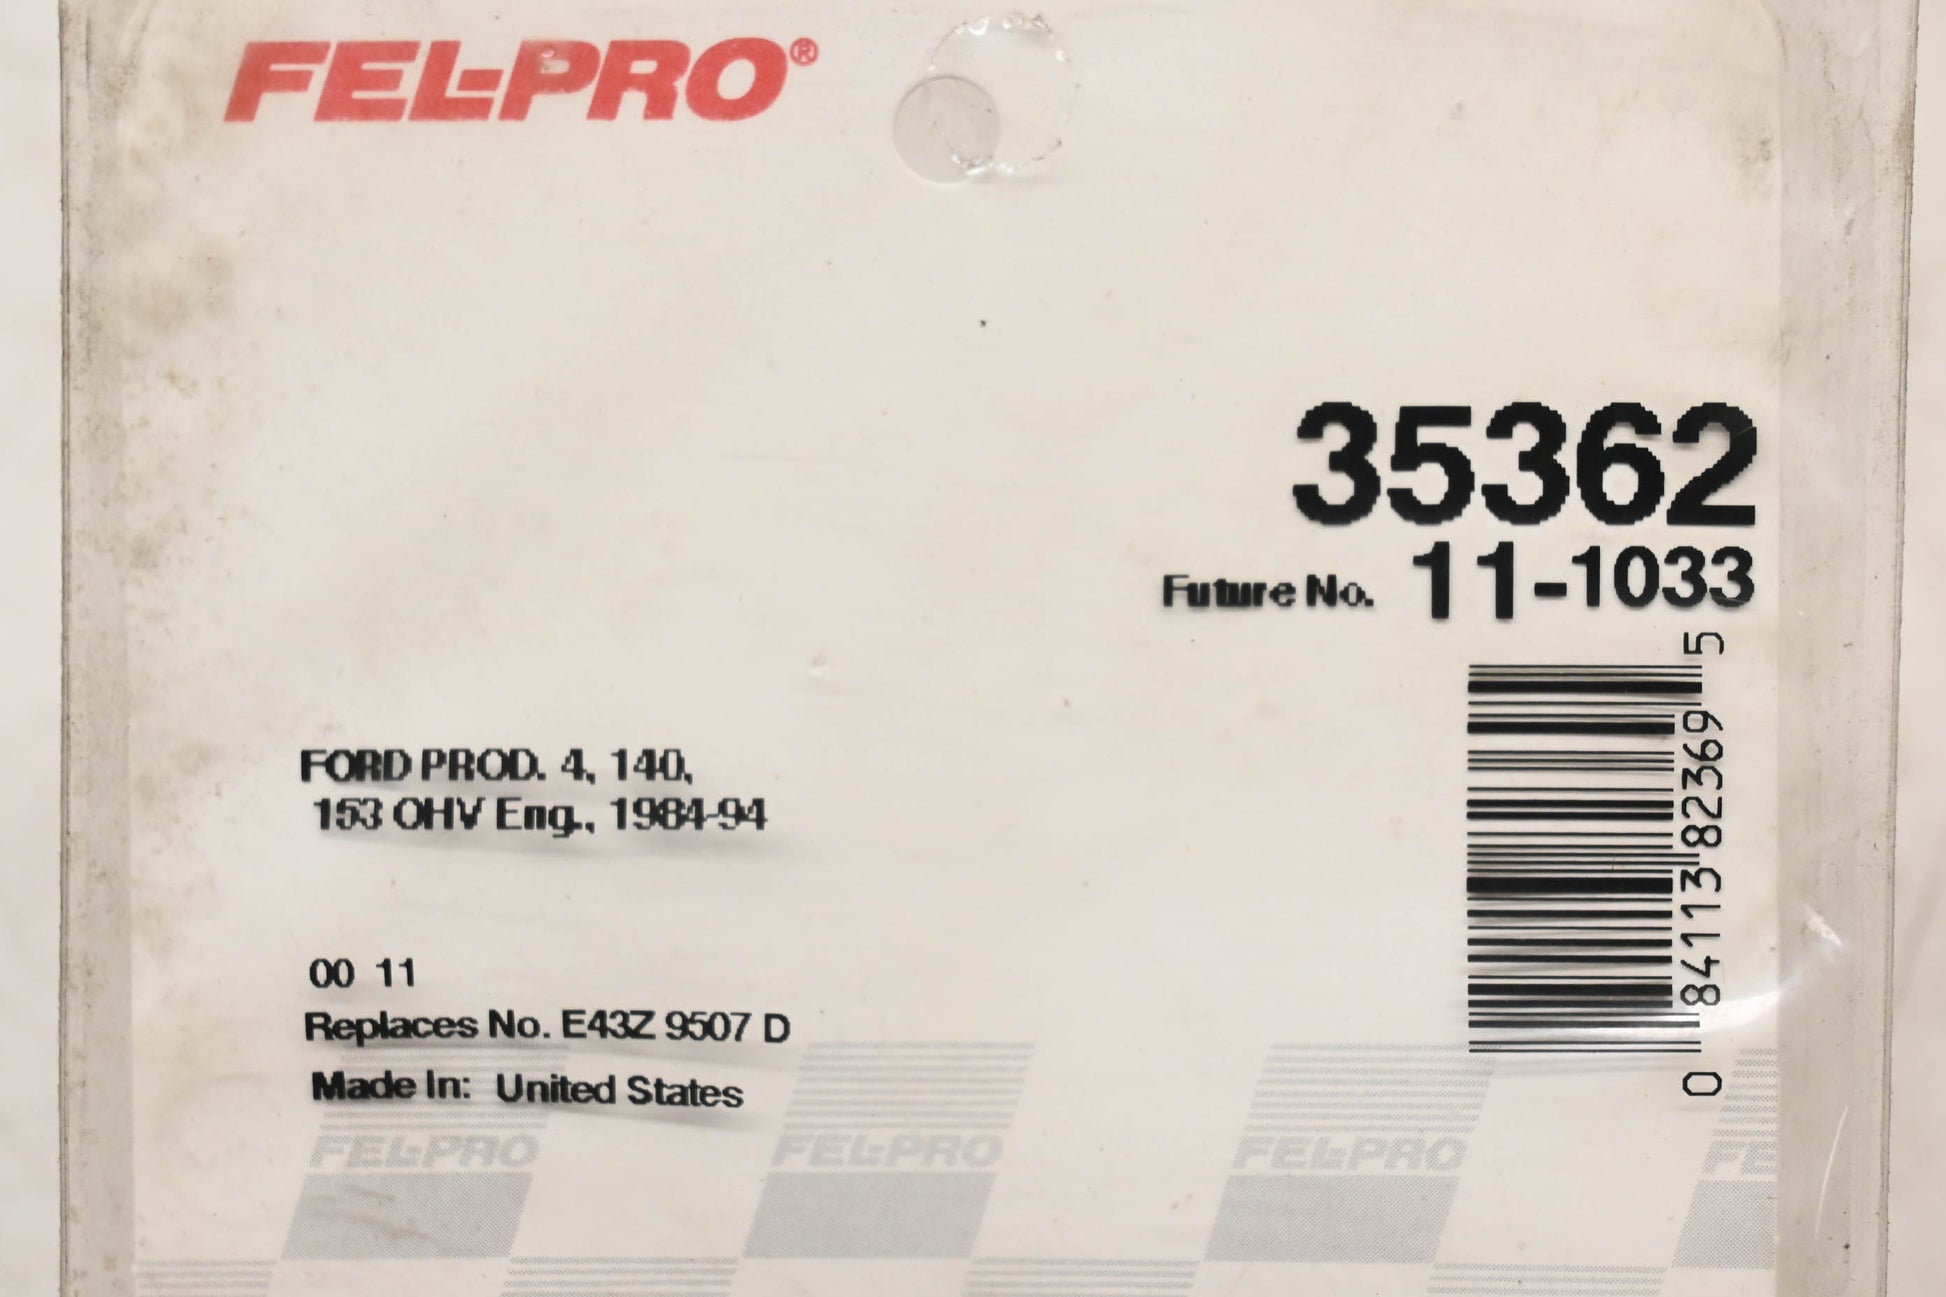 FEL-PRO®
35362
Future No. 11-1033
FORD PROD. 4, 140,
153 OHV Eng., 1984-94
00 11
Replaces No. E43Z 9507 D
Made In: United States
0 84113 82369 5
FEL-PRO FEL-PRO FEL-PRO FE